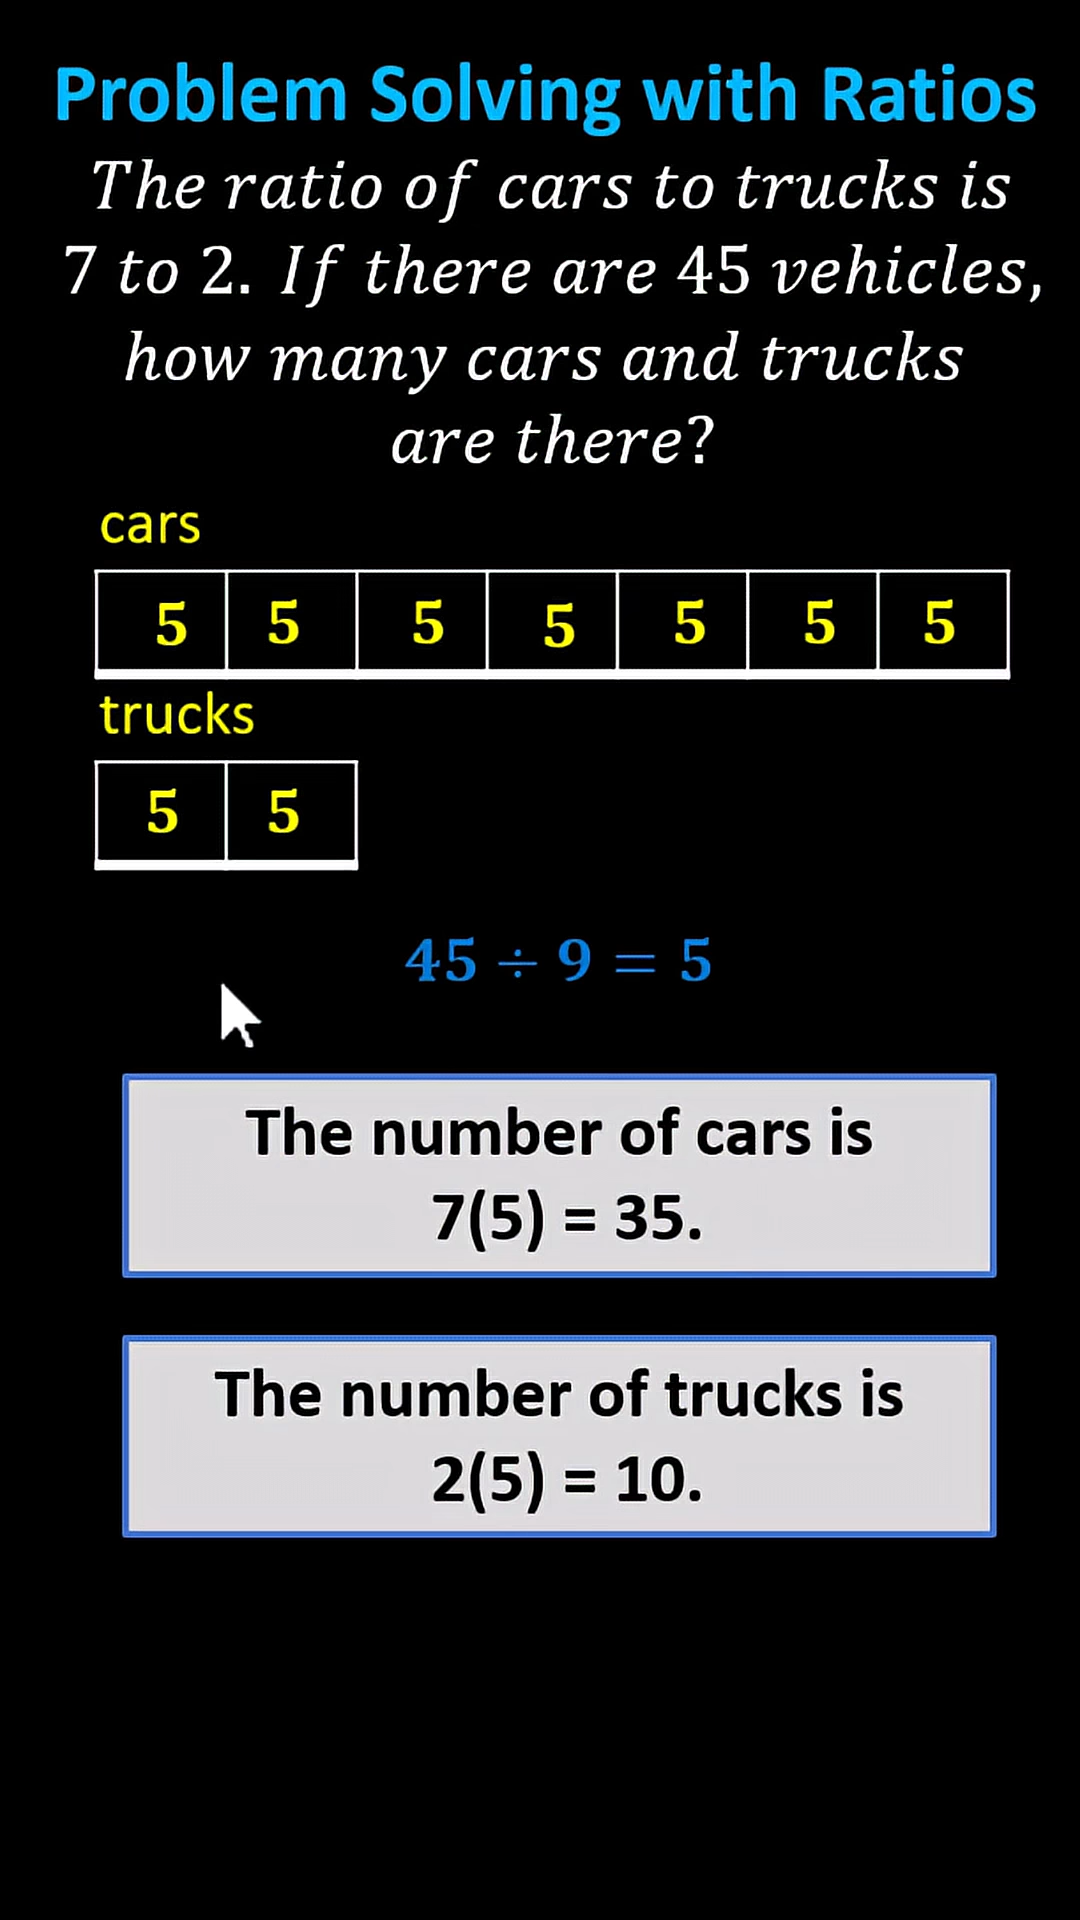 Problem Solving with Ratios
The ratio of cars to trucks is
7 to 2. If there are 45 vehicles,
how many cars and trucks
are there?
cars
5 5 5 5 5 5 5
trucks
5 5
45 ÷ 9 = 5
The number of cars is
7(5) = 35.
The number of trucks is
2(5) = 10.